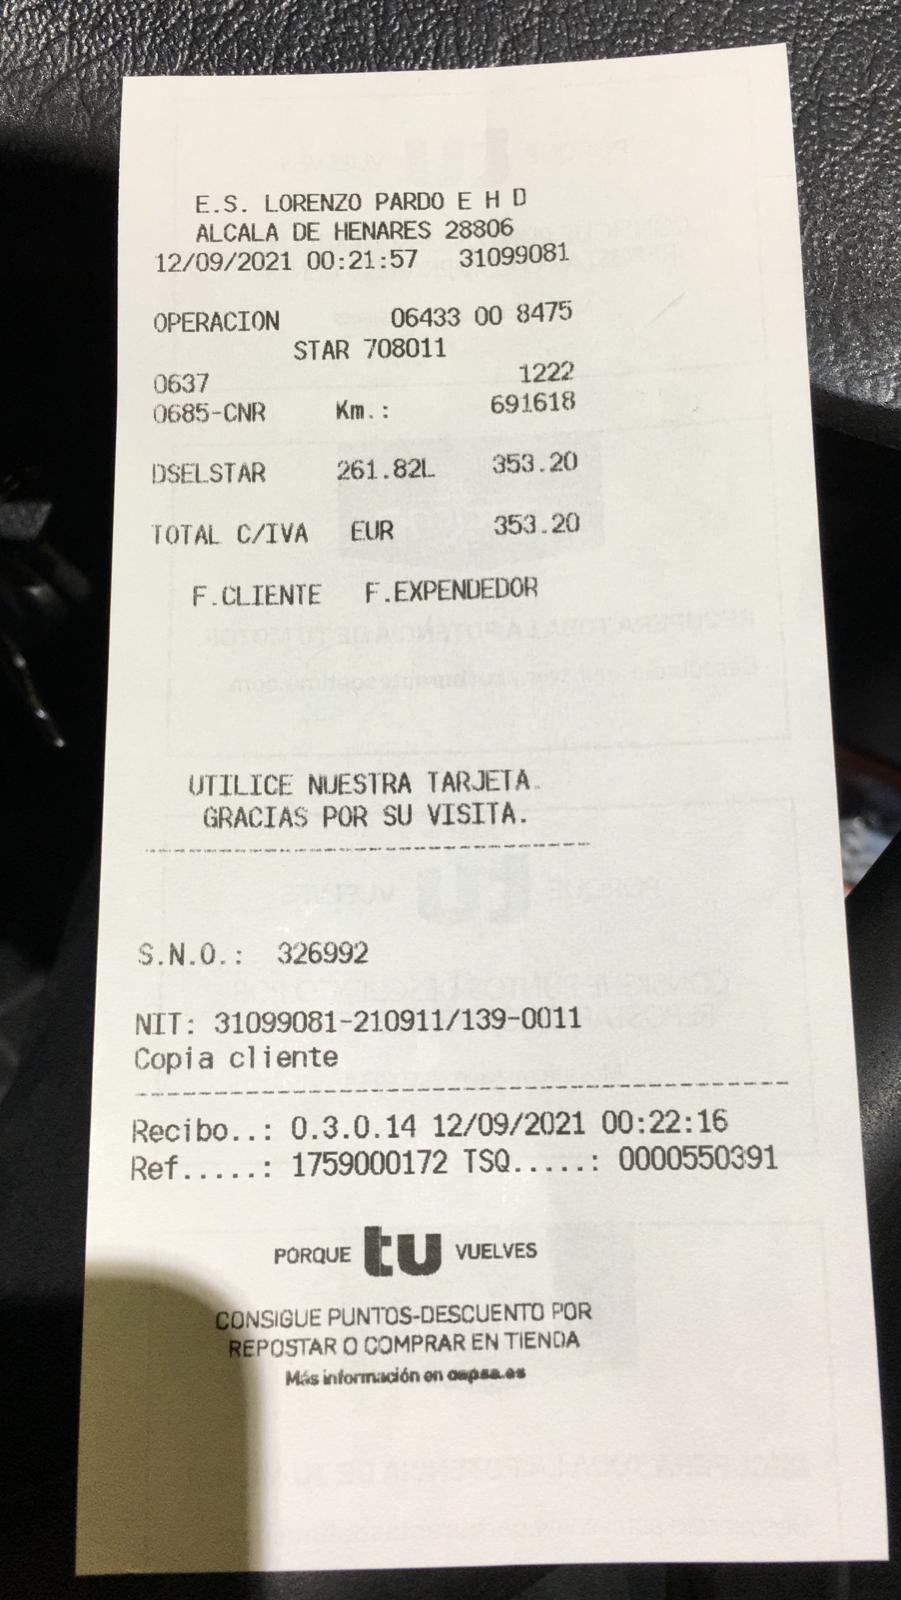 E.S. LORENZO PARDO E H D
ALCALA DE HENARES 28806
12/09/2021 00:21:57 31099081
OPERACION 06433 00 8475
STAR 708011
0637 1222
0685-CNR Km.: 691618
DSELSTAR 261.82L 353.20
TOTAL C/IVA EUR 353.20
F.CLIENTE F.EXPENDEDOR
UTILICE NUESTRA TARJETA.
GRACIAS POR SU VISITA.
S.N.O.: 326992
NIT: 31099081-210911/139-0011
Copia cliente
Recibo..: 0.3.0.14 12/09/2021 00:22:16
Ref.....: 1759000172 TSQ.....: 0000550391
PORQUE tu VUELVES
CONSIGUE PUNTOS-DESCUENTO POR
REPOSTAR O COMPRAR EN TIENDA
Más información en cepsa.es